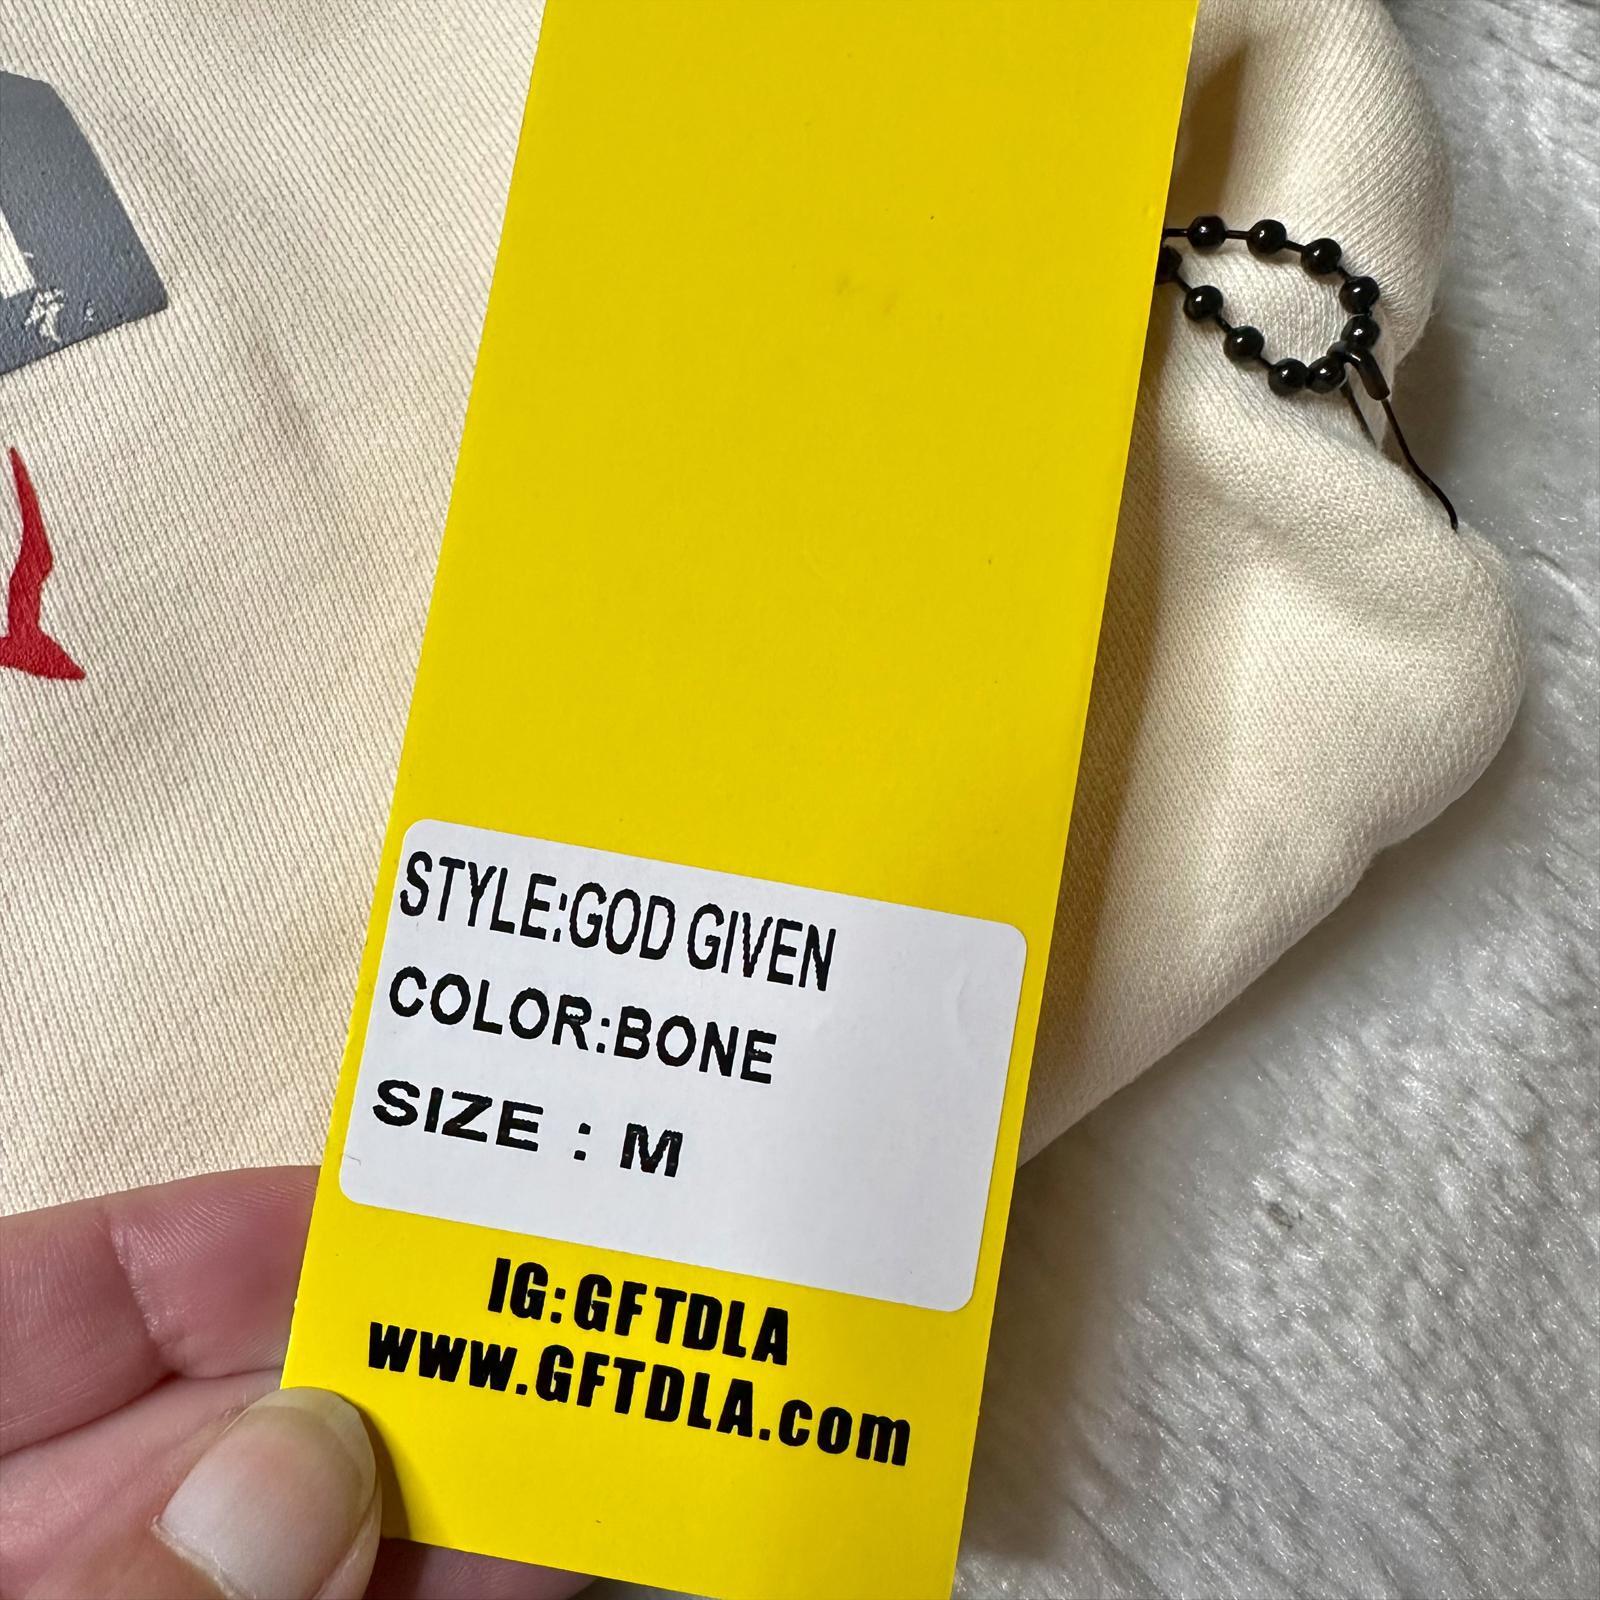 STYLE:GOD GIVEN
COLOR:BONE
SIZE : M
IG:GFTDLA
www.GFTDLA.com